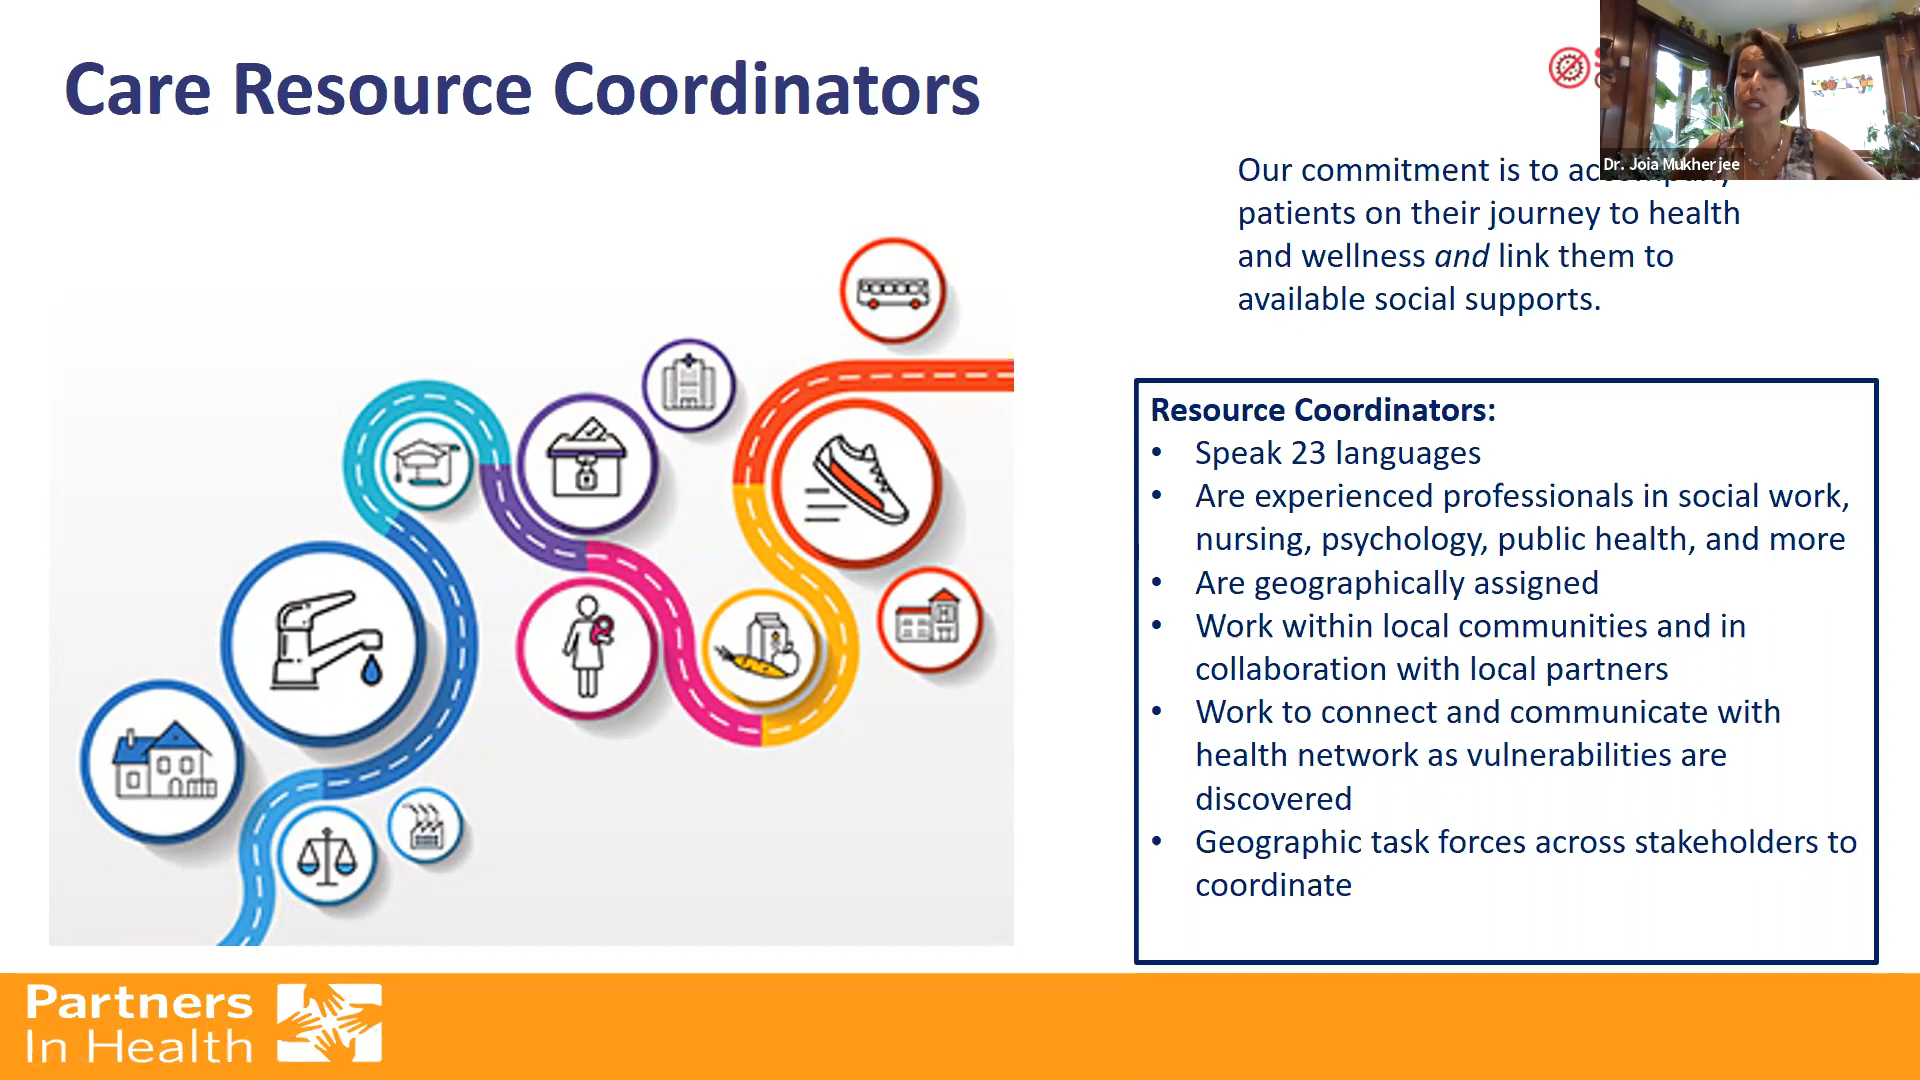 Care Resource Coordinators
Dr. Joia Mukherjee
Our commitment is to
patients on their journey to health
and wellness and link them to
available social supports.
Resource Coordinators:
• Speak 23 languages
• Are experienced professionals in social work,
nursing, psychology, public health, and more
• Are geographically assigned
• Work within local communities and in
collaboration with local partners
• Work to connect and communicate with
health network as vulnerabilities are
discovered
• Geographic task forces across stakeholders to
coordinate
Partners
In Health